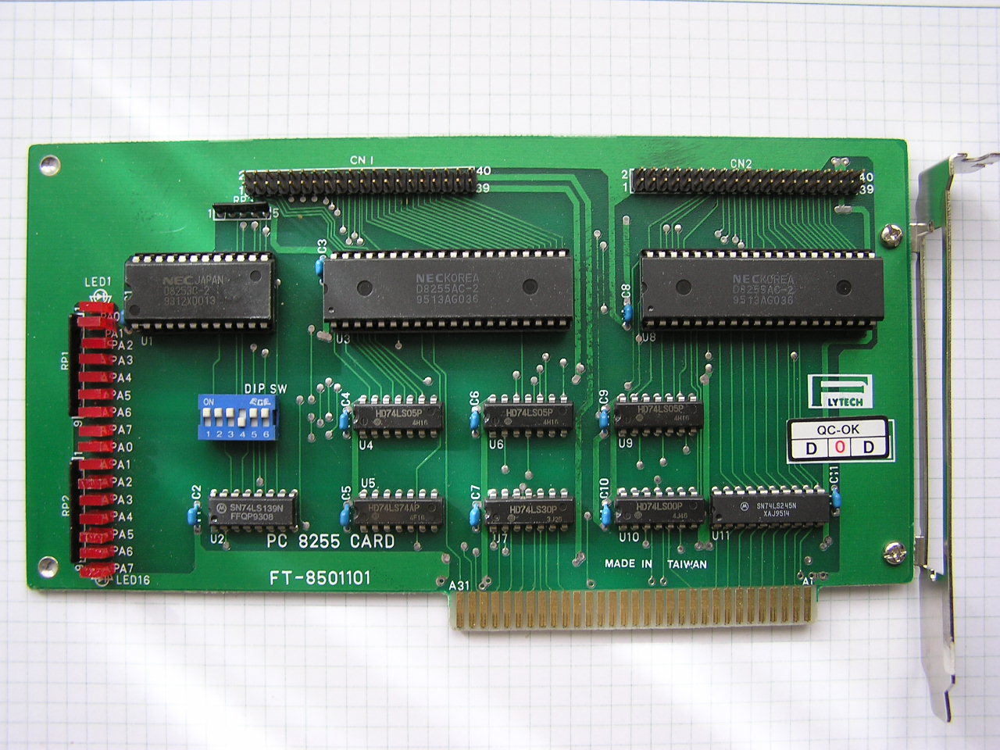 CN 1
2
40
1
39
CN2
2
40
1
39
1
5
LED1
C3
C8
NEC JAPAN
D8253C-2
9312X0013
NEC KOREA
D8255AC-2
9513AG036
NEC KOREA
D8255AC-2
9513AG036
U1
U3
U8
RP1
PA0
PA1
PA2
PA3
PA4
PA5
PA6
PA7
9
RP2
1
PA0
PA1
PA2
PA3
PA4
PA5
PA6
PA7
LED16
DIP SW
ON
1 2 3 4 5 6
C4
HD74LS05P
4H16
U4
C6
HD74LS05P
4H16
U6
C9
HD74LS05P
4H16
U9
FLYTECH
QC-OK
D 0 D
C2
SN74LS139N
FFQP9308
U2
U5
C5
HD74LS74AP
4F16
C7
HD74LS30P
3J26
U7
C10
HD74LS00P
4J46
U10
SN74LS245N
XAJ9514
U11
C11
PC 8255 CARD
MADE IN TAIWAN
FT-8501101
A31
A1